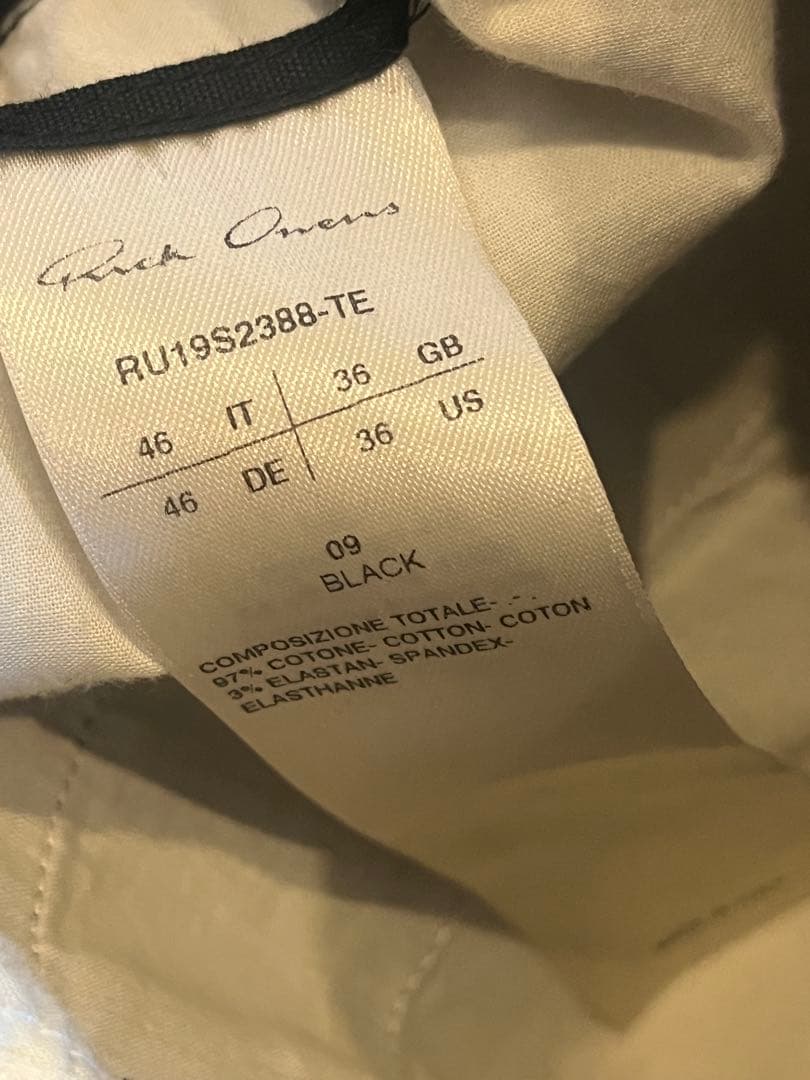 Rick Owens
RU19S2388-TE
46 IT 36 GB
46 DE 36 US
09
BLACK
COMPOSIZIONE TOTALE- .- .
97% COTONE- COTTON- COTON
3% ELASTAN- SPANDEX-
ELASTHANNE